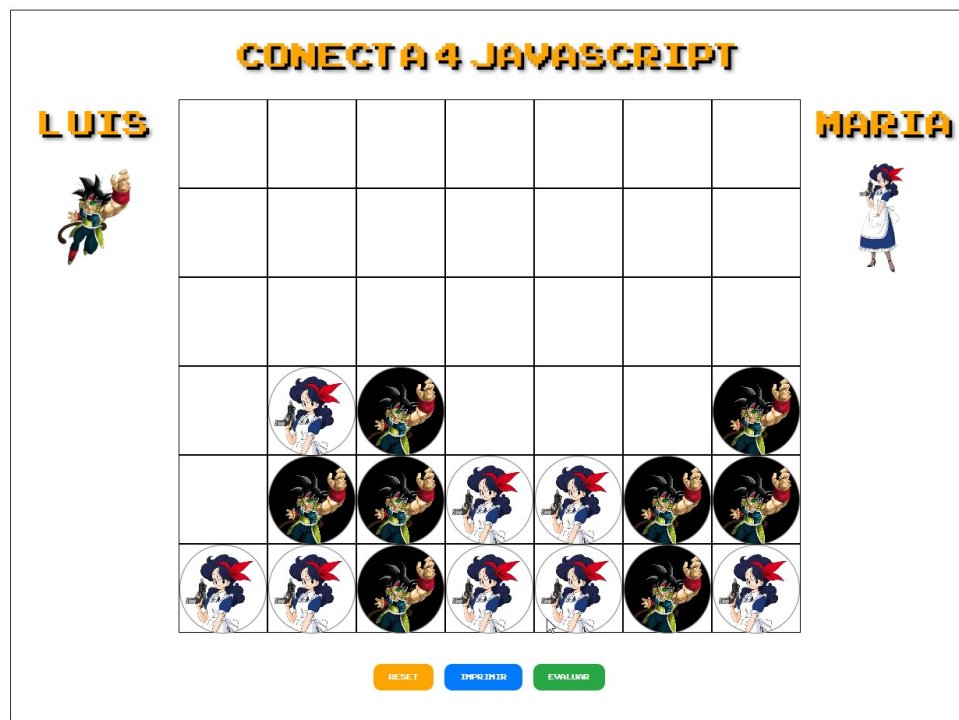 CONECTA 4 JAVASCRIPT
LUIS
MARIA
RESET
IMPRIMIR
EVALUAR